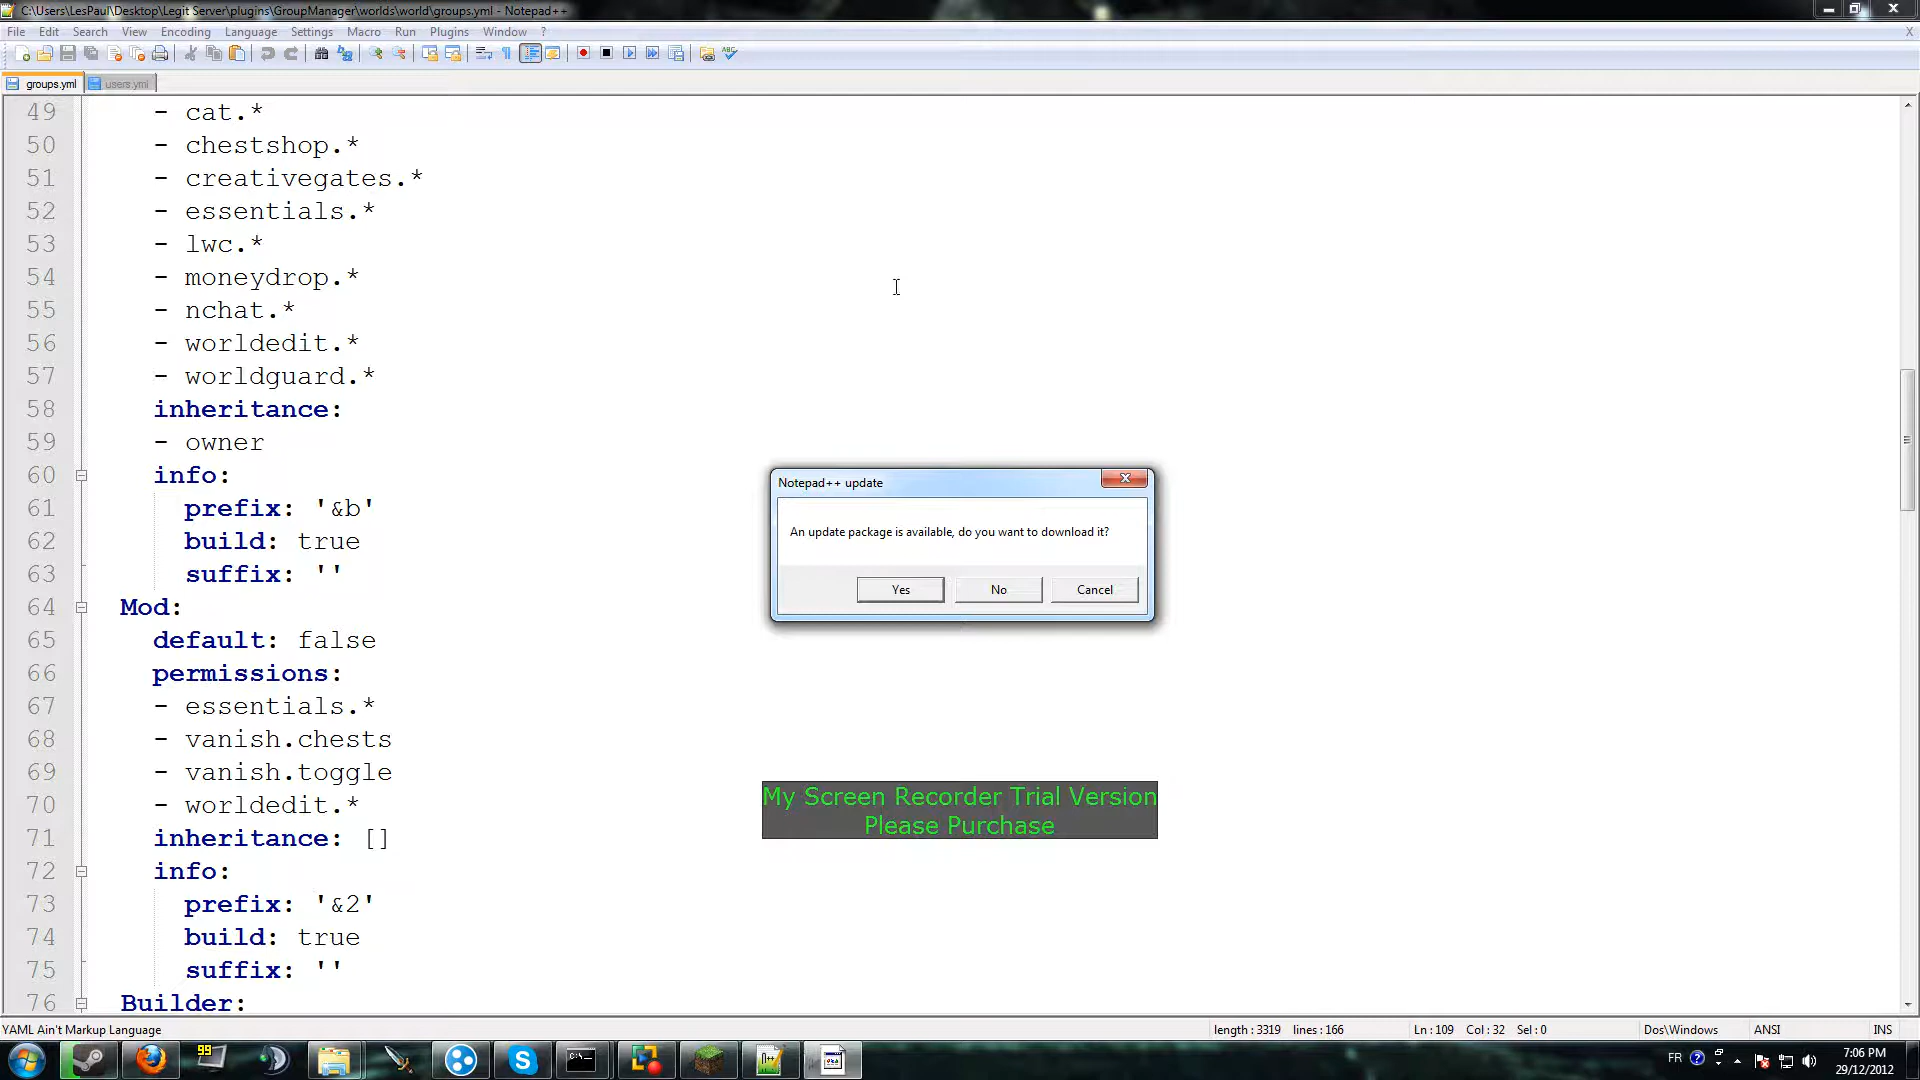 C:\Users\LesPaul\Desktop\Legit Server\plugins\GroupManager\worlds\world\groups.yml - Notepad++
File Edit Search View Encoding Language Settings Macro Run Plugins Window ? X
groups.yml users.yml
49 - cat.*
50 - chestshop.*
51 - creativegates.*
52 - essentials.*
53 - lwc.*
54 - moneydrop.*
55 - nchat.*
56 - worldedit.*
57 - worldguard.*
58 inheritance:
59 - owner
60 info:
61 prefix: '&b'
62 build: true
63 suffix: ''
64 Mod:
65 default: false
66 permissions:
67 - essentials.*
68 - vanish.chests
69 - vanish.toggle
70 - worldedit.*
71 inheritance: []
72 info:
73 prefix: '&2'
74 build: true
75 suffix: ''
76 Builder:
Notepad++ update
An update package is available, do you want to download it?
Yes No Cancel
My Screen Recorder Trial Version
Please Purchase
YAML Ain't Markup Language length : 3319 lines : 166 Ln : 109 Col : 32 Sel : 0 Dos\Windows ANSI INS
99
FR 7:06 PM
29/12/2012